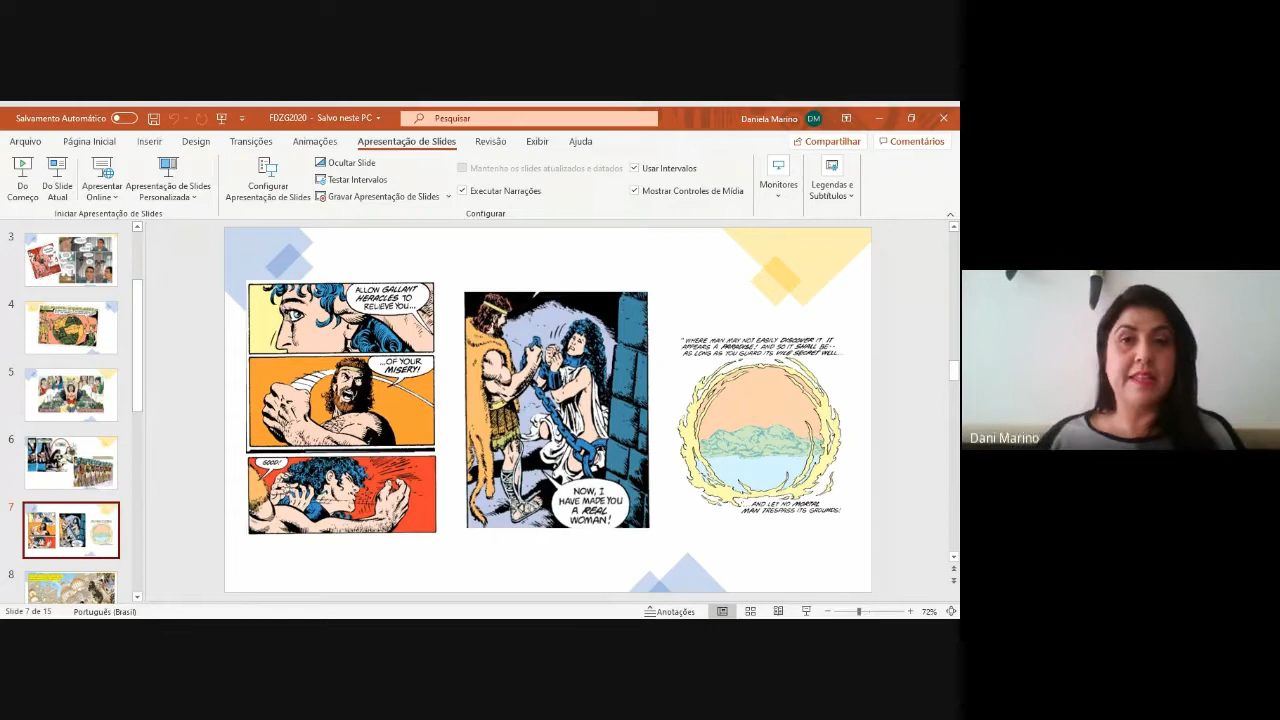 Salvamento Automático
FDZG2020 - Salvo neste PC
Pesquisar
Daniela Marino
DM
Arquivo
Página Inicial
Inserir
Design
Transições
Animações
Apresentação de Slides
Revisão
Exibir
Ajuda
Compartilhar
Comentários
Do
Começo
Do Slide
Atual
Apresentar
Online
Apresentação de Slides
Personalizada
Iniciar Apresentação de Slides
Configurar
Apresentação de Slides
Ocultar Slide
Testar Intervalos
Gravar Apresentação de Slides
Mantenha os slides atualizados e datados
Executar Narrações
Usar Intervalos
Mostrar Controles de Mídia
Configurar
Monitores
Legendas e
Subtítulos
3
4
5
6
7
8
ALLOW GALLANT
HERACLES TO
RELIEVE YOU...
...OF YOUR
MISERY!
GOOD!
NOW, I
HAVE MADE YOU
A REAL
WOMAN!
"WHERE MAN MAY NOT EASILY DISCOVER IT. IT
APPEARS A PARADISE! AND SO IT SHALL BE--
AS LONG AS YOU GUARD ITS VILE SECRET WELL...
AND LET NO MORTAL
MAN TRESPASS ITS GROUNDS!
Dani Marino
Slide 7 de 15
Português (Brasil)
Anotações
72%